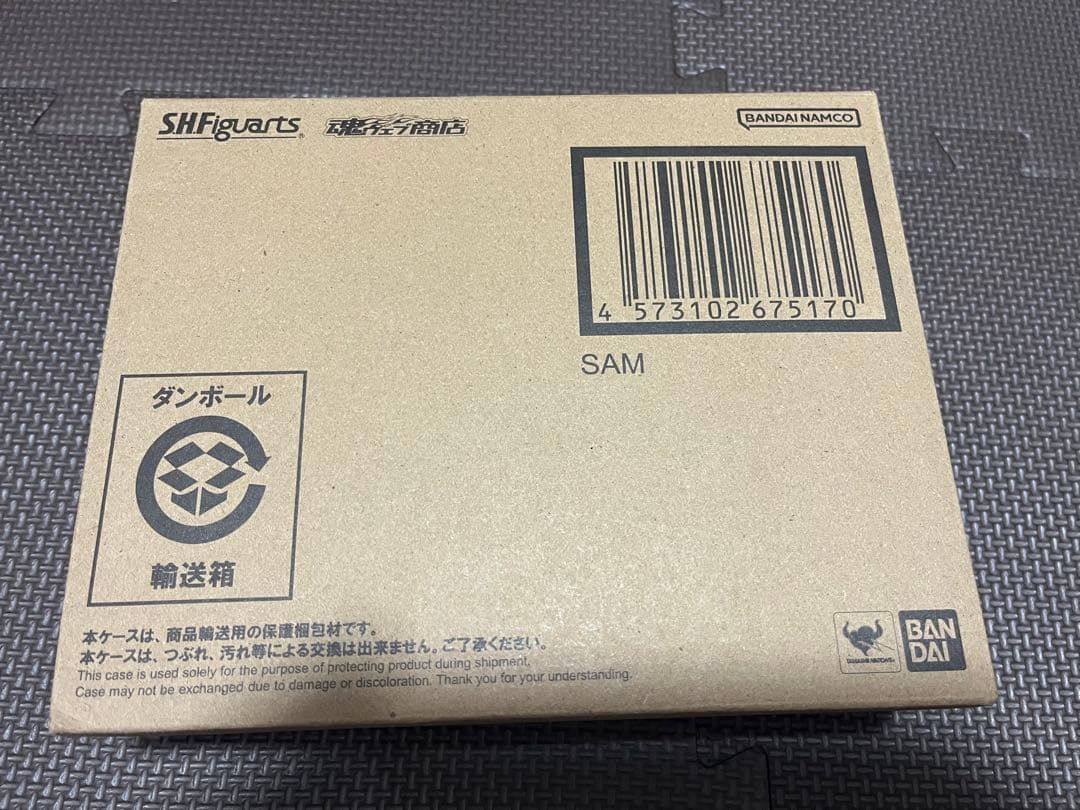 S.H.Figuarts 魂ウェブ商店
BANDAI NAMCO
4 573102 675170
SAM
ダンボール
輸送箱
本ケースは、商品輸送用の保護梱包材です。
本ケースは、つぶれ、汚れ等による交換は出来ません。ご了承ください。
This case is used solely for the purpose of protecting product during shipment.
Case may not be exchanged due to damage or discoloration. Thank you for your understanding.
TAMASHII NATIONS
BAN
DAI